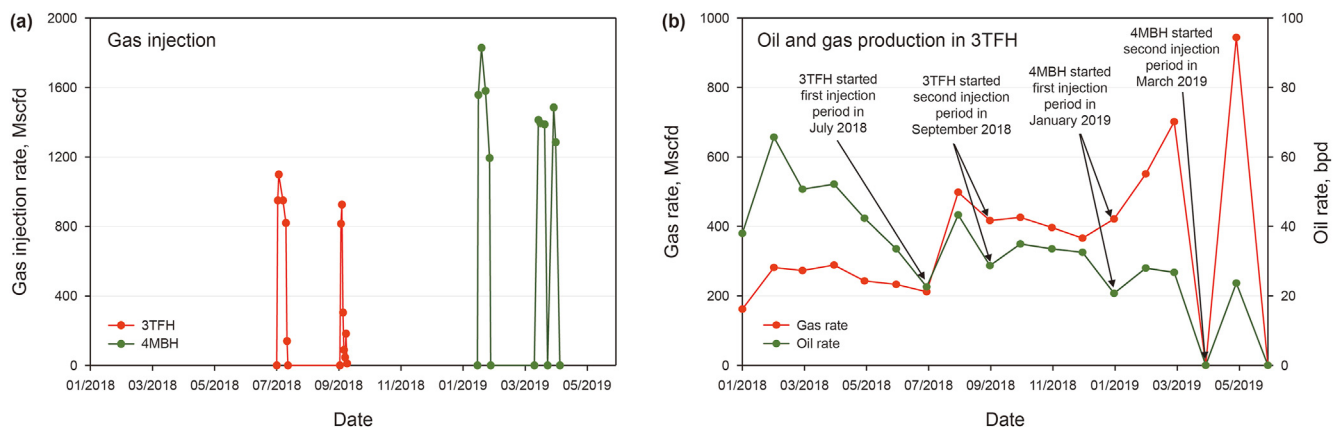 (a)
Gas injection
Gas injection rate, Mscfd
2000
1600
1200
800
400
0
3TFH
4MBH
01/2018 03/2018 05/2018 07/2018 09/2018 11/2018 01/2019 03/2019 05/2019
Date
(b)
Oil and gas production in 3TFH
Gas rate, Mscfd
1000
800
600
400
200
0
3TFH started
first injection
period in
July 2018
3TFH started
second injection
period in
September 2018
4MBH started
first injection
period in
January 2019
4MBH started
second injection
period in
March 2019
Gas rate
Oil rate
100
80
60
40
20
0
Oil rate, bpd
01/2018 03/2018 05/2018 07/2018 09/2018 11/2018 01/2019 03/2019 05/2019
Date